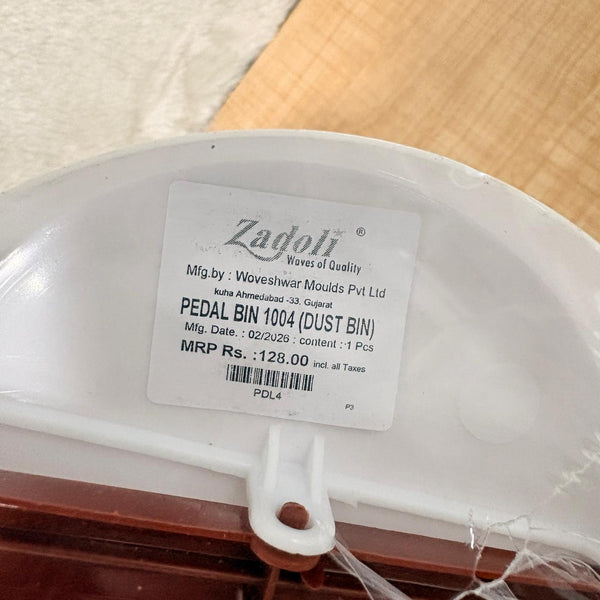 Zadoli ®
Waves of Quality
Mfg.by : Woveshwar Moulds Pvt Ltd
kuha Ahmedabad -33. Gujarat
PEDAL BIN 1004 (DUST BIN)
Mfg. Date. : 02/2026 : content : 1 Pcs
MRP Rs. :128.00 incl. all Taxes
PDL4
P3